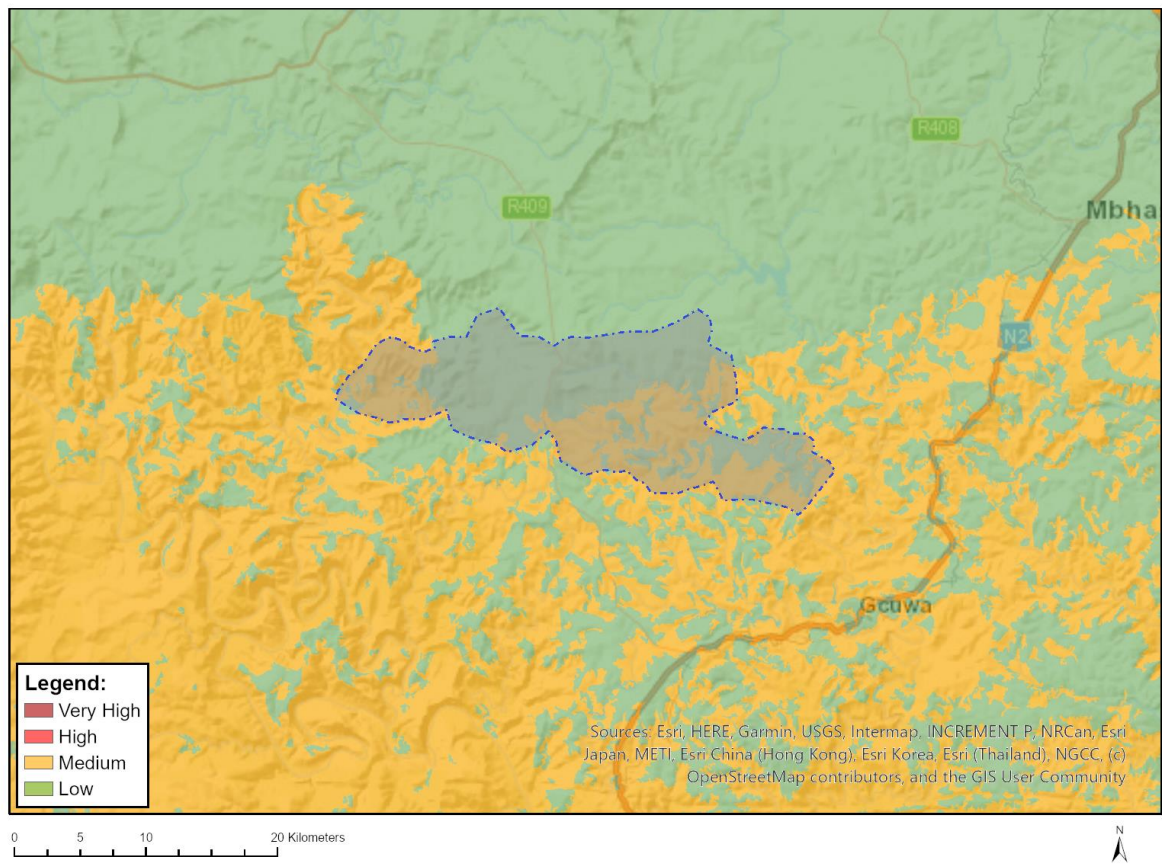 R408
R409
Mbha
N2
Gcuwa
Legend:
Very High
High
Medium
Low
Sources: Esri, HERE, Garmin, USGS, Intermap, INCREMENT P, NRCan, Esri
Japan, METI, Esri China (Hong Kong), Esri Korea, Esri (Thailand), NGCC, (c)
OpenStreetMap contributors, and the GIS User Community
0 5 10 20 Kilometers
N